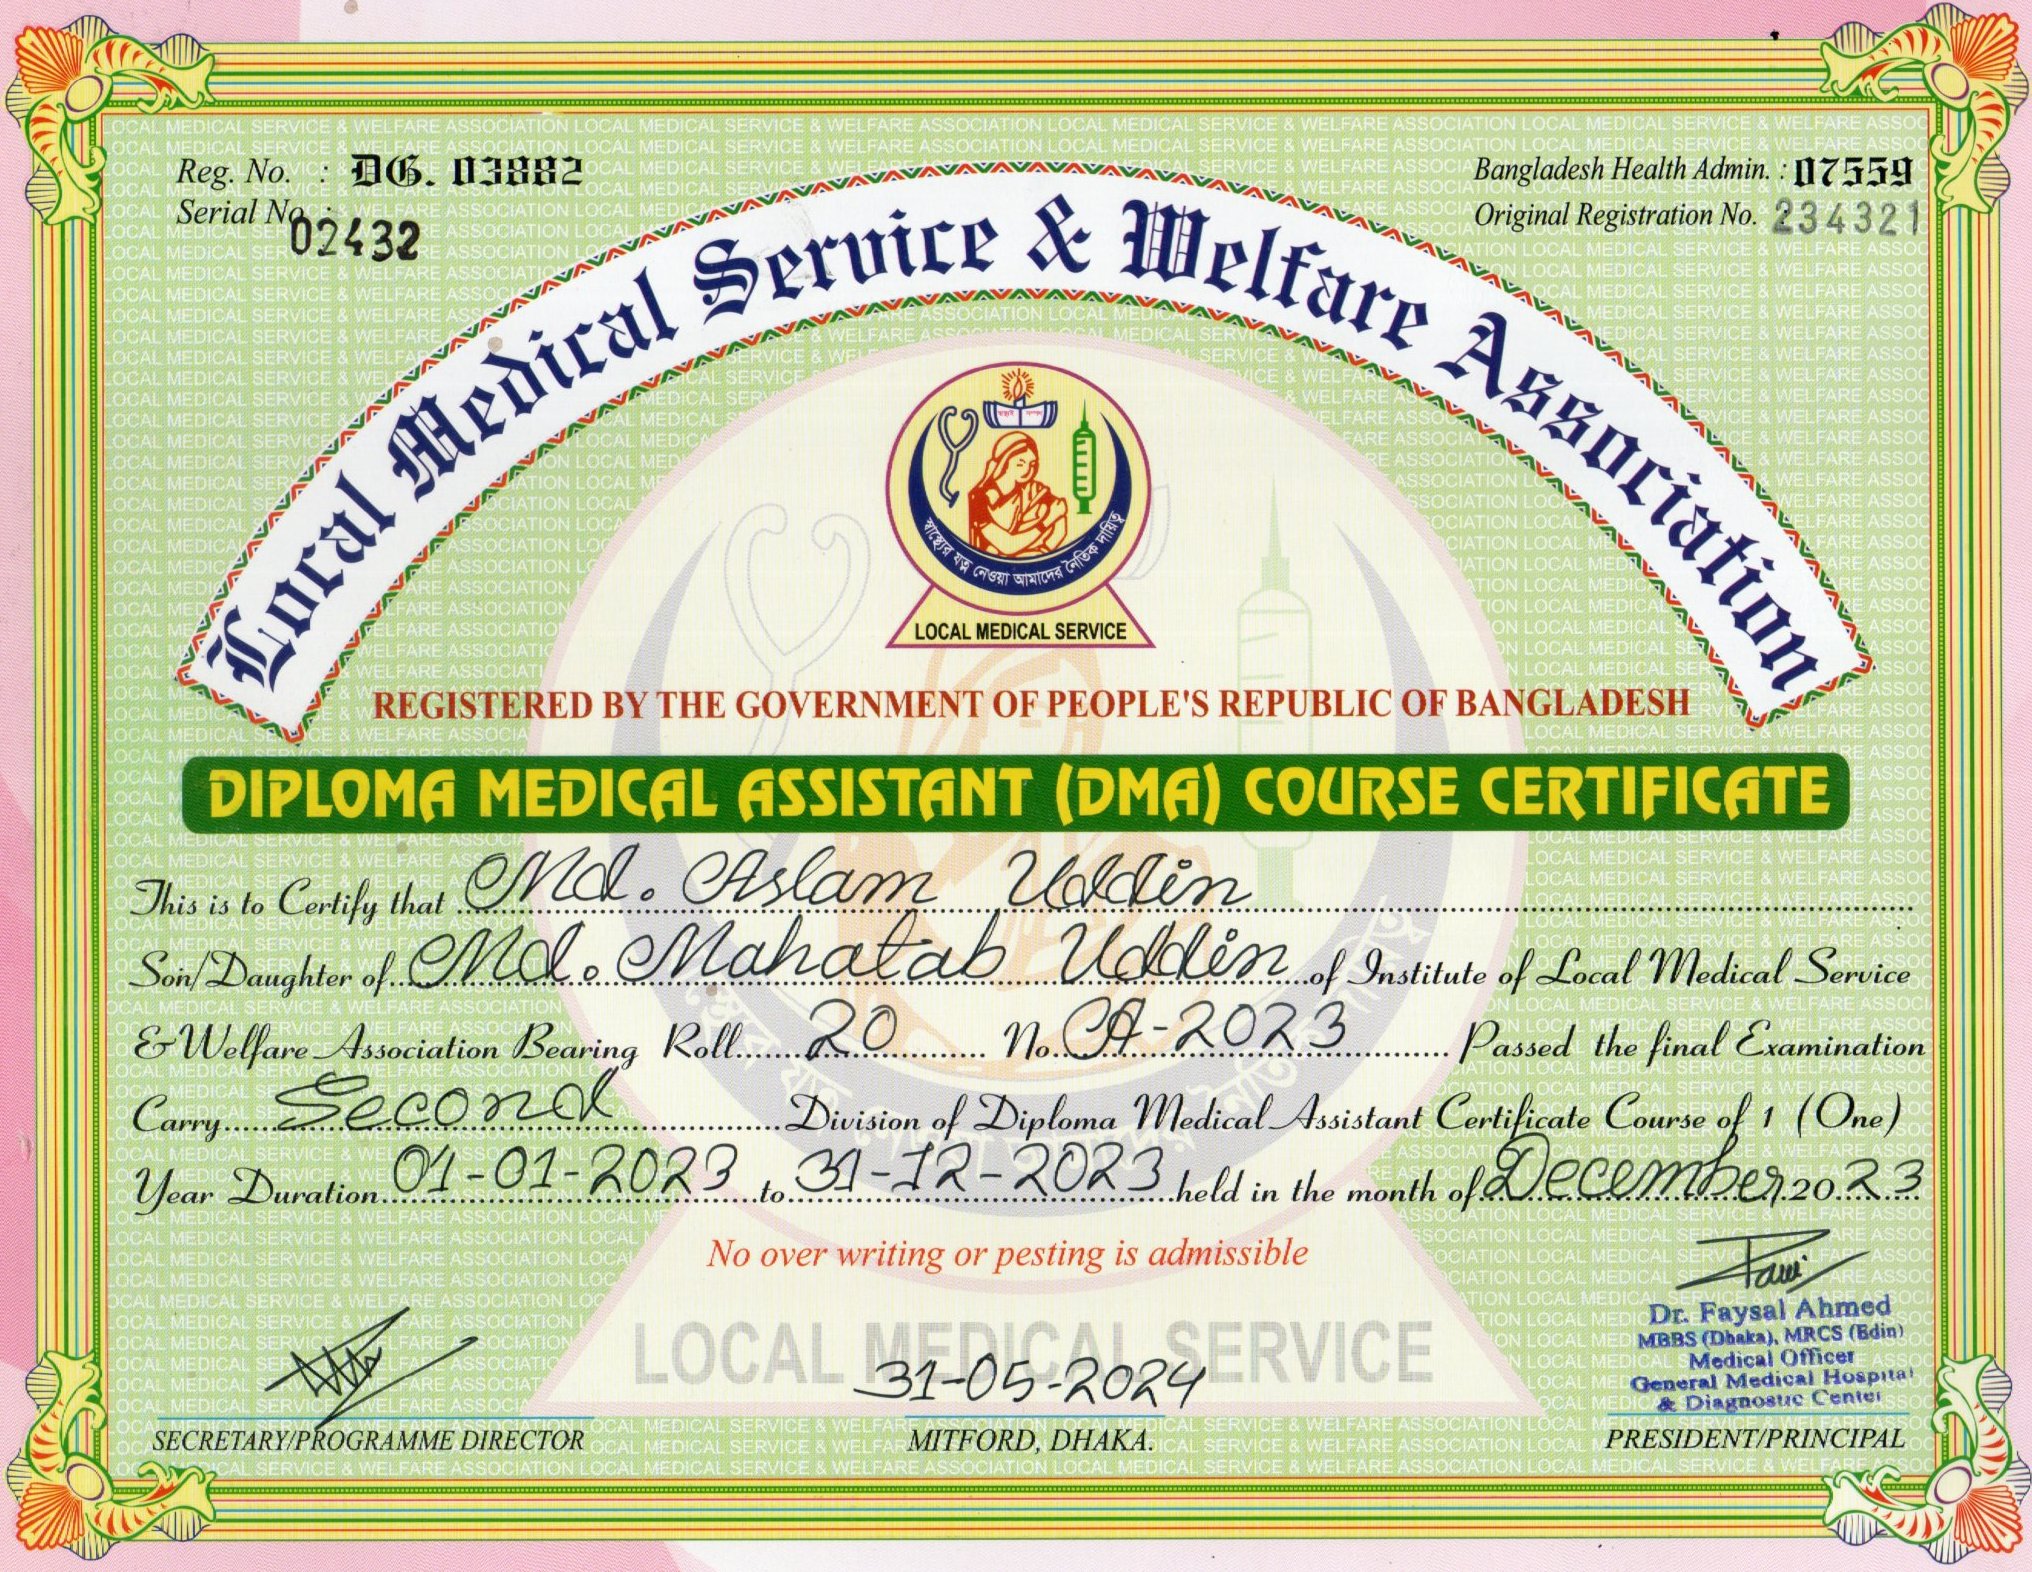 Reg. No. : DG. 03882
Serial No. : 02432
Bangladesh Health Admin. : 07559
Original Registration No. 234321
Local Medical Service & Welfare Association
স্বাস্থ্যই সম্পদ
স্বাস্থ্যের যত্ন নেওয়া আমাদের নৈতিক দায়িত্ব
LOCAL MEDICAL SERVICE
REGISTERED BY THE GOVERNMENT OF PEOPLE'S REPUBLIC OF BANGLADESH
DIPLOMA MEDICAL ASSISTANT (DMA) COURSE CERTIFICATE
This is to Certify that Md. Aslam Uddin
Son/Daughter of Md. Mahatab Uddin of Institute of Local Medical Service
& Welfare Association Bearing Roll 20 No A-2023 Passed the final Examination
Carry Second Division of Diploma Medical Assistant Certificate Course of 1 (One)
Year Duration 01-01-2023 to 31-12-2023 held in the month of December 2023
No over writing or pesting is admissible
LOCAL MEDICAL SERVICE
Dr. Faysal Ahmed
MBBS (Dhaka), MRCS (Edin)
Medical Officer
General Medical Hospital
& Diagnostic Center
31-05-2024
SECRETARY/PROGRAMME DIRECTOR
MITFORD, DHAKA.
PRESIDENT/PRINCIPAL